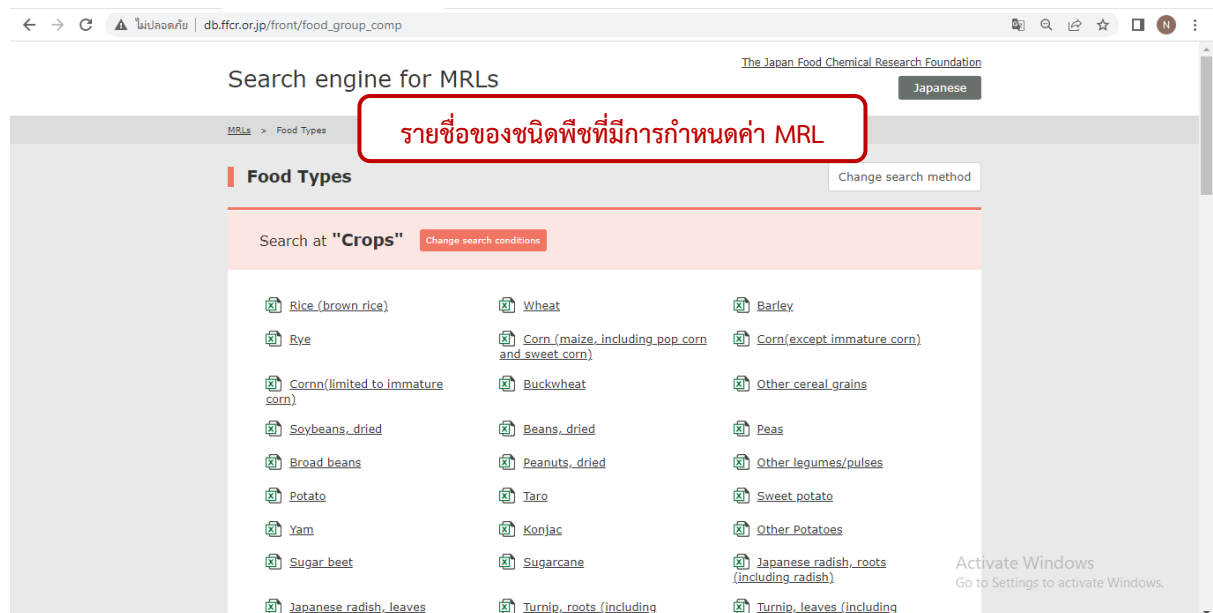 ไม่ปลอดภัย | db.ffcr.or.jp/front/food_group_comp
N
The Japan Food Chemical Research Foundation
Search engine for MRLs
Japanese
MRLs > Food Types
รายชื่อของชนิดพืชที่มีการกำหนดค่า MRL
Food Types
Change search method
Search at "Crops"
Change search conditions
Rice (brown rice)
Wheat
Barley
Rye
Corn (maize, including pop corn
and sweet corn)
Corn(except immature corn)
Cornn(limited to immature
corn)
Buckwheat
Other cereal grains
Soybeans, dried
Beans, dried
Peas
Broad beans
Peanuts, dried
Other legumes/pulses
Potato
Taro
Sweet potato
Yam
Konjac
Other Potatoes
Sugar beet
Sugarcane
Japanese radish, roots
(including radish)
Japanese radish, leaves
Turnip, roots (including
Turnip, leaves (including
Activate Windows
Go to Settings to activate Windows.